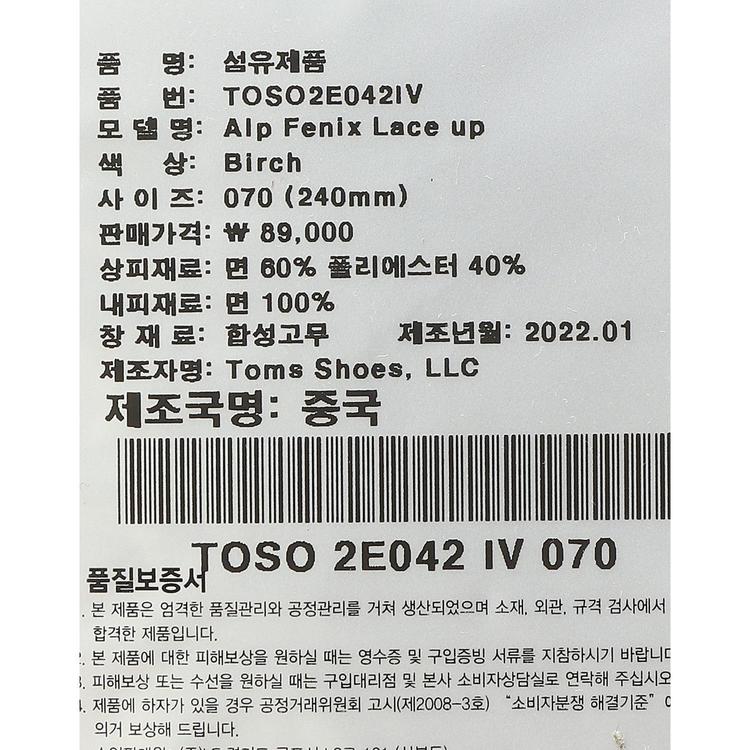 품 명: 섬유제품
품 번: TOSO2E042IV
모 델 명: Alp Fenix Lace up
색 상: Birch
사 이 즈: 070 (240mm)
판매가격: ₩ 89,000
상피재료: 면 60% 폴리에스터 40%
내피재료: 면 100%
창 재 료: 합성고무 제조년월: 2022.01
제조자명: Toms Shoes, LLC
제조국명: 중국
TOSO 2E042 IV 070
품질보증서
. 본 제품은 엄격한 품질관리와 공정관리를 거쳐 생산되었으며 소재, 외관, 규격 검사에서
합격한 제품입니다.
2. 본 제품에 대한 피해보상을 원하실 때는 영수증 및 구입증빙 서류를 지참하시기 바랍니다
3. 피해보상 또는 수선을 원하실 때는 구입대리점 및 본사 소비자상담실로 연락해 주십시오
4. 제품에 하자가 있을 경우 공정거래위원회 고시(제2008-3호) “소비자분쟁 해결기준”
의거 보상해 드립니다.